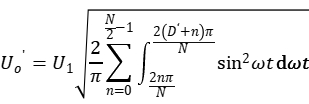 U_o' = U_1 \sqrt{\frac{2}{\pi} \sum_{n=0}^{\frac{N}{2}-1} \int_{\frac{2n\pi}{N}}^{\frac{2(D'+n)\pi}{N}} \sin^2 \omega t \, \mathbf{d}\omega t}